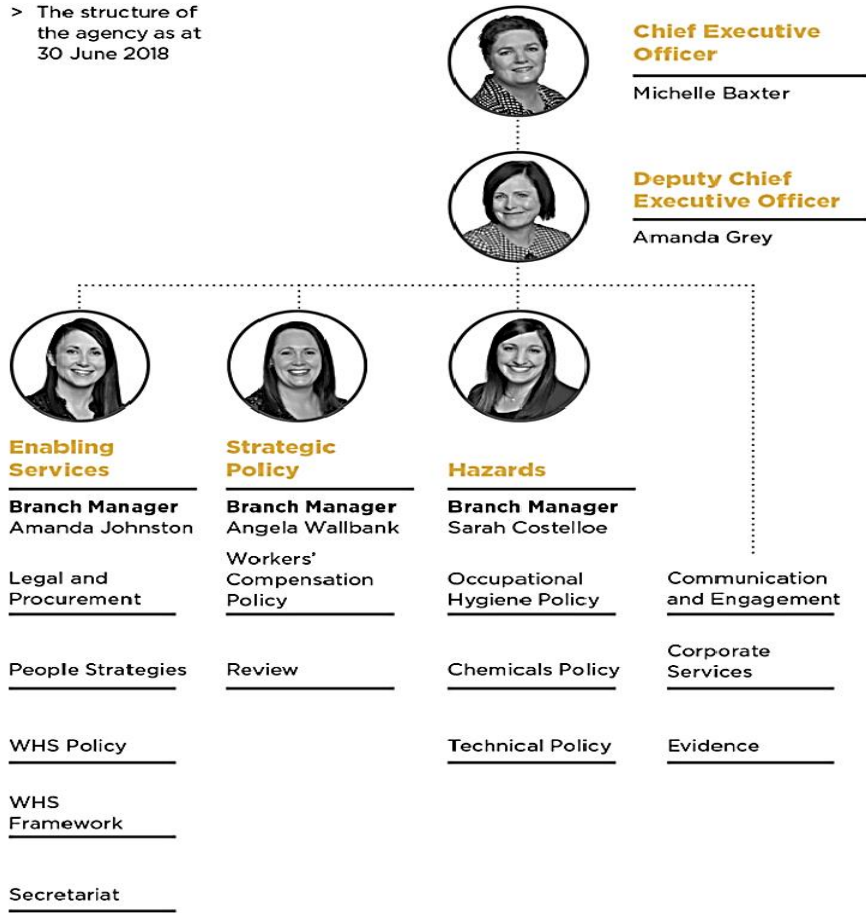 > The structure of
the agency as at
30 June 2018
Chief Executive
Officer
Michelle Baxter
Deputy Chief
Executive Officer
Amanda Grey
Enabling
Services
Branch Manager
Amanda Johnston
Legal and
Procurement
People Strategies
WHS Policy
WHS
Framework
Secretariat
Strategic
Policy
Branch Manager
Angela Wallbank
Workers'
Compensation
Policy
Review
Hazards
Branch Manager
Sarah Costelloe
Occupational
Hygiene Policy
Chemicals Policy
Technical Policy
Communication
and Engagement
Corporate
Services
Evidence